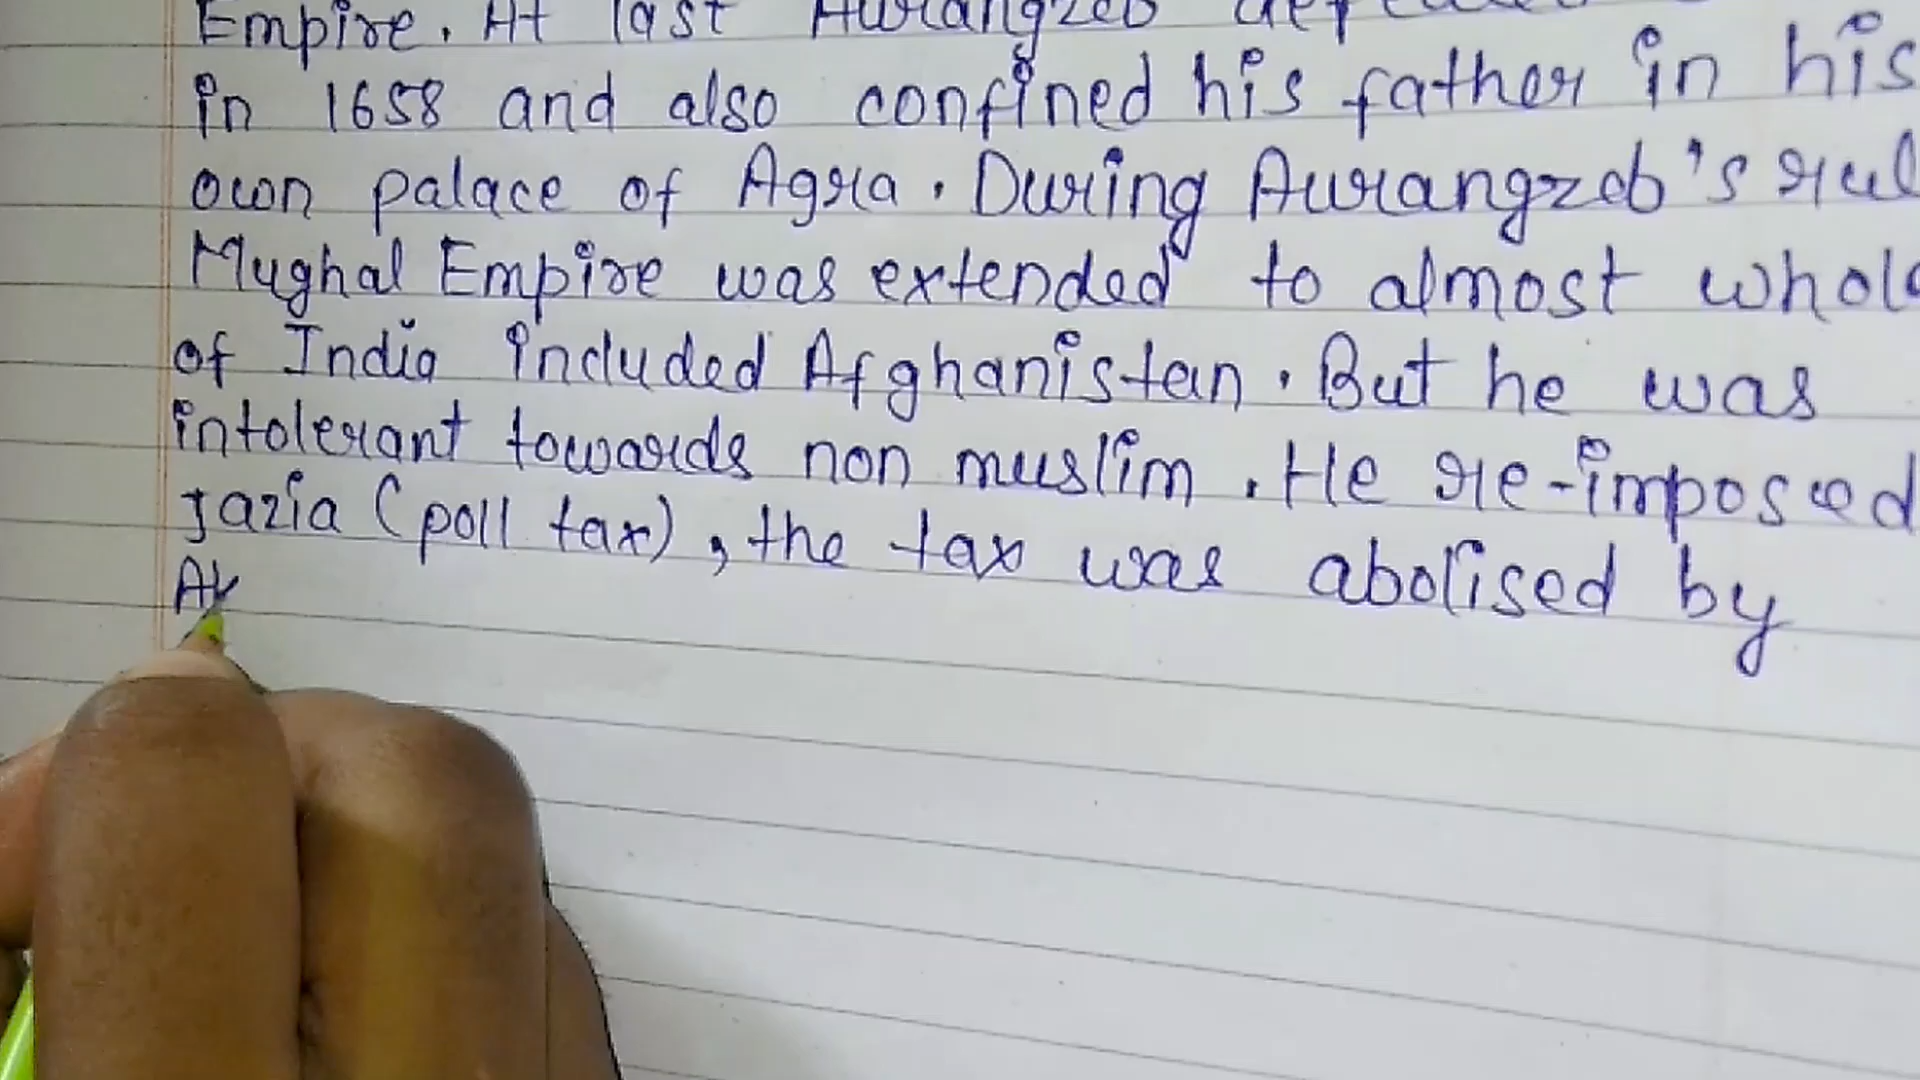 Empire. At last Aurangzeb
in 1658 and also confined his father in his
own palace of Agra. During Aurangzeb's rul
Mughal Empire was extended to almost whole
of India included Afghanistan. But he was
intolerant towards non muslim. He re-imposed
Jazia (poll tax), the tax was abolised by
Ak